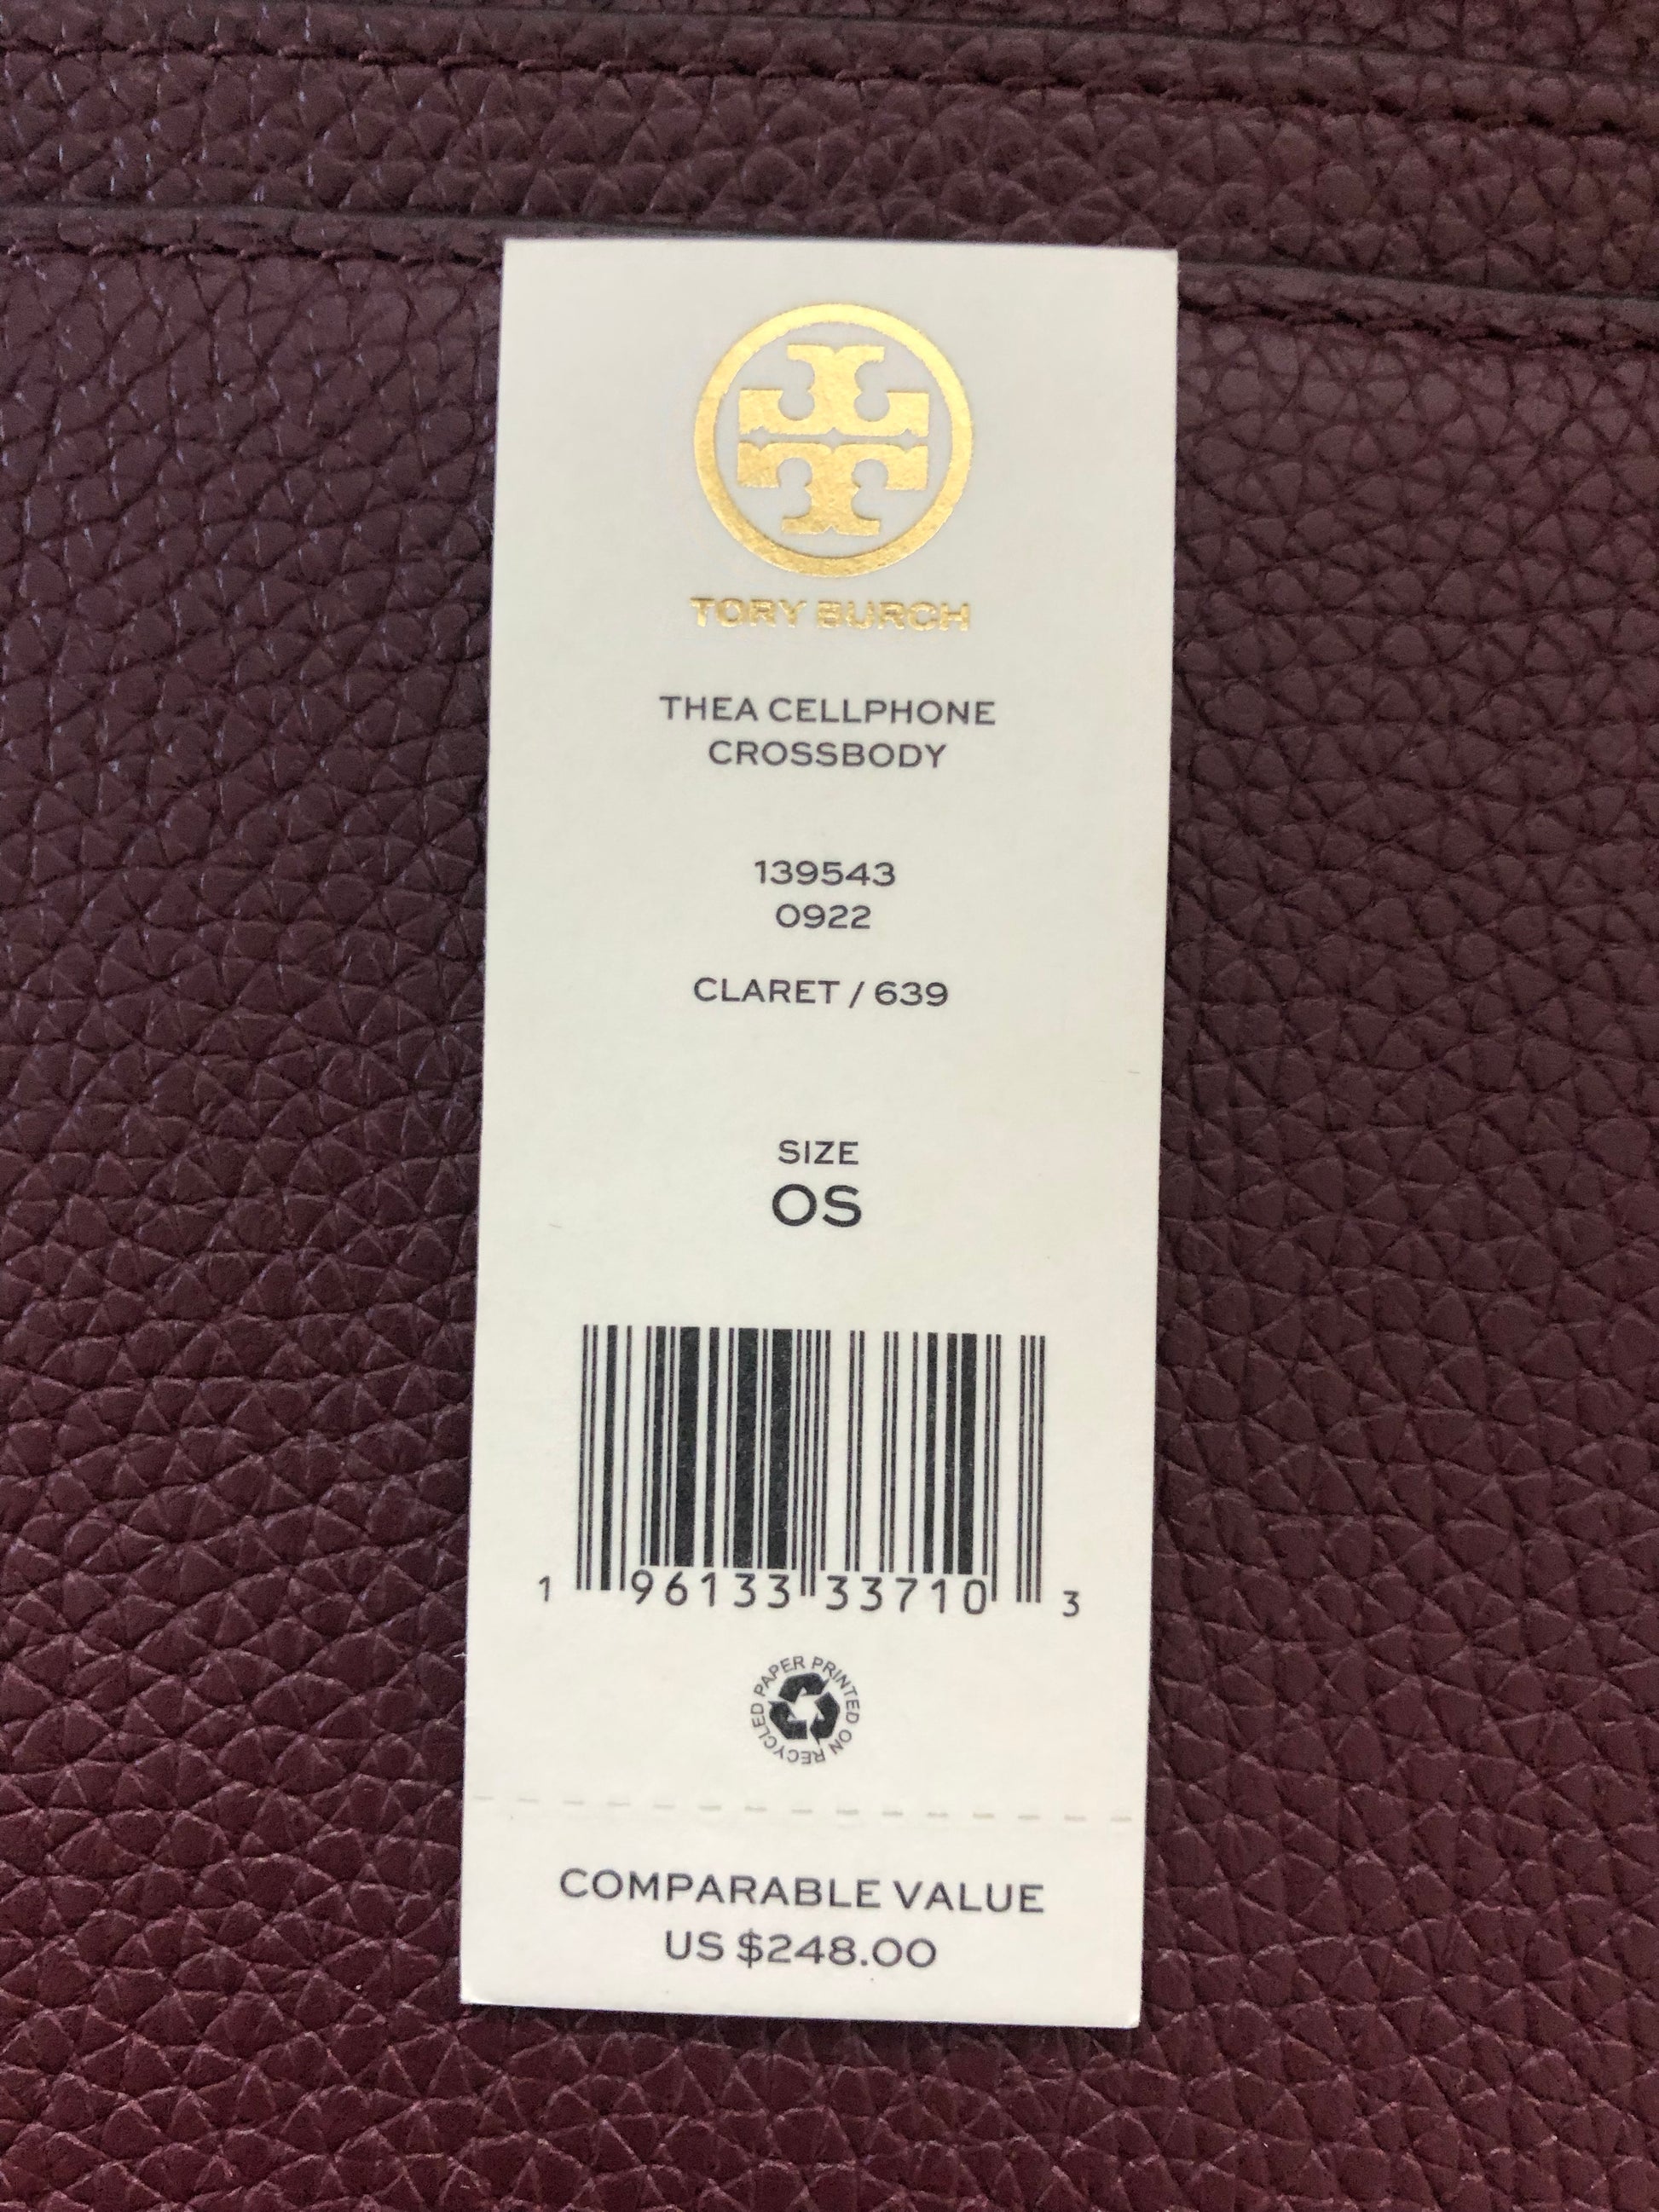 TORY BURCH
THEA CELLPHONE
CROSSBODY
139543
0922
CLARET / 639
SIZE
OS
1 96133 33710 3
PRINTED ON RECYCLED PAPER
COMPARABLE VALUE
US $248.00